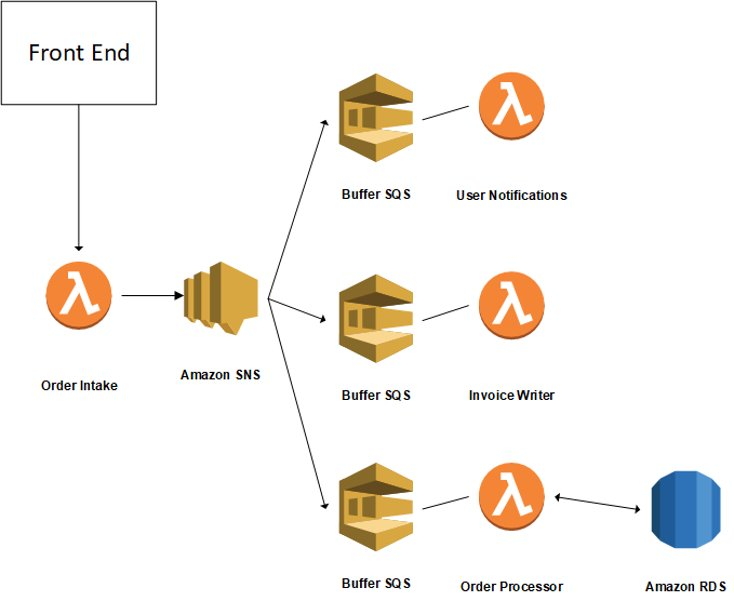 Front End
Buffer SQS
User Notifications
Order Intake
Amazon SNS
Buffer SQS
Invoice Writer
Buffer SQS
Order Processor
Amazon RDS